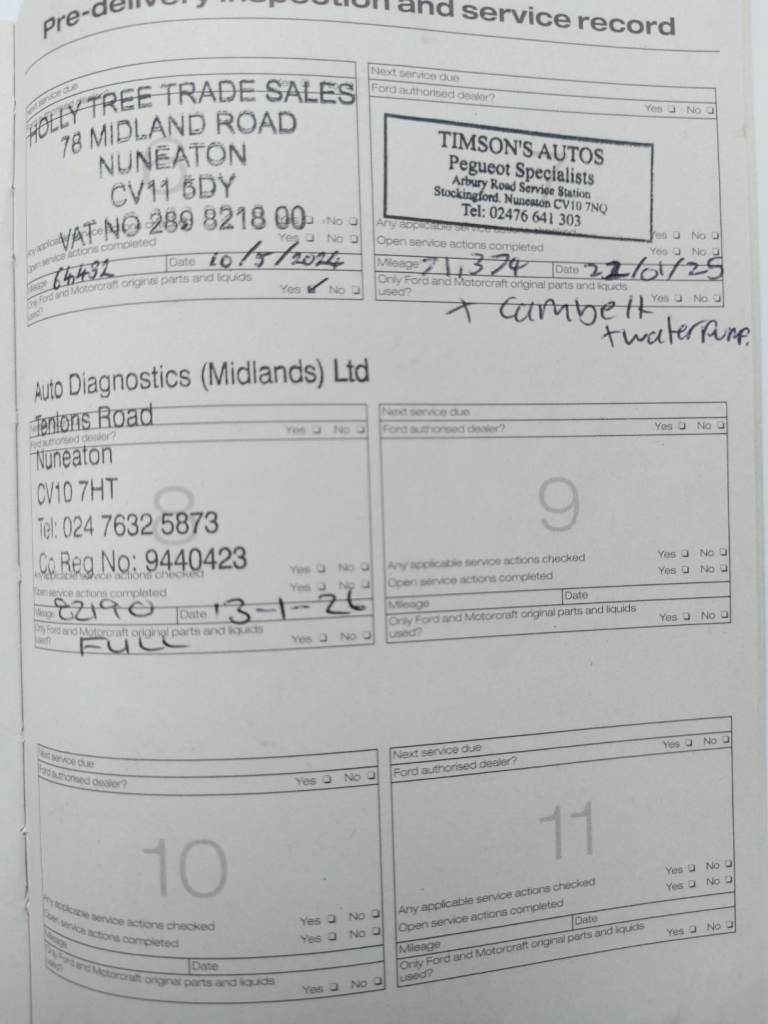 Pre-delivery inspection and service record
Next service due
HOLLY TREE TRADE SALES
78 MIDLAND ROAD
NUNEATON
CV11 5DY
VAT NO 289 8218 00
Yes No
Any applicable service actions checked
Open service actions completed Yes No
Mileage 64,432 Date 10/5/2024
Only Ford and Motorcraft original parts and liquids
used? Yes ✓ No
Next service due
Ford authorised dealer? Yes No
TIMSON'S AUTOS
Pegueot Specialists
Arbury Road Service Station
Stockingford. Nuneaton CV10 7NQ
Tel: 02476 641 303
Any applicable service actions checked Yes No
Open service actions completed Yes No
Mileage 71,374 Date 22/01/25
Only Ford and Motorcraft original parts and liquids
used? Yes No
+ cambelt
+ waterpump.
Auto Diagnostics (Midlands) Ltd
Tenlons Road
Ford authorised dealer? Yes No
Nuneaton
CV10 7HT
8
Tel: 024 7632 5873
Co Reg No: 9440423
Any applicable service actions checked Yes No
Open service actions completed Yes No
Mileage 82190 Date 13-1-26
Only Ford and Motorcraft original parts and liquids
used? Yes No
FULL
Next service due
Ford authorised dealer? Yes No
9
Any applicable service actions checked Yes No
Open service actions completed Yes No
Mileage Date
Only Ford and Motorcraft original parts and liquids
used? Yes No
Next service due
Ford authorised dealer? Yes No
10
Any applicable service actions checked Yes No
Open service actions completed Yes No
Mileage Date
Only Ford and Motorcraft original parts and liquids
used? Yes No
Next service due
Ford authorised dealer? Yes No
11
Any applicable service actions checked Yes No
Open service actions completed Yes No
Mileage Date
Only Ford and Motorcraft original parts and liquids
used? Yes No